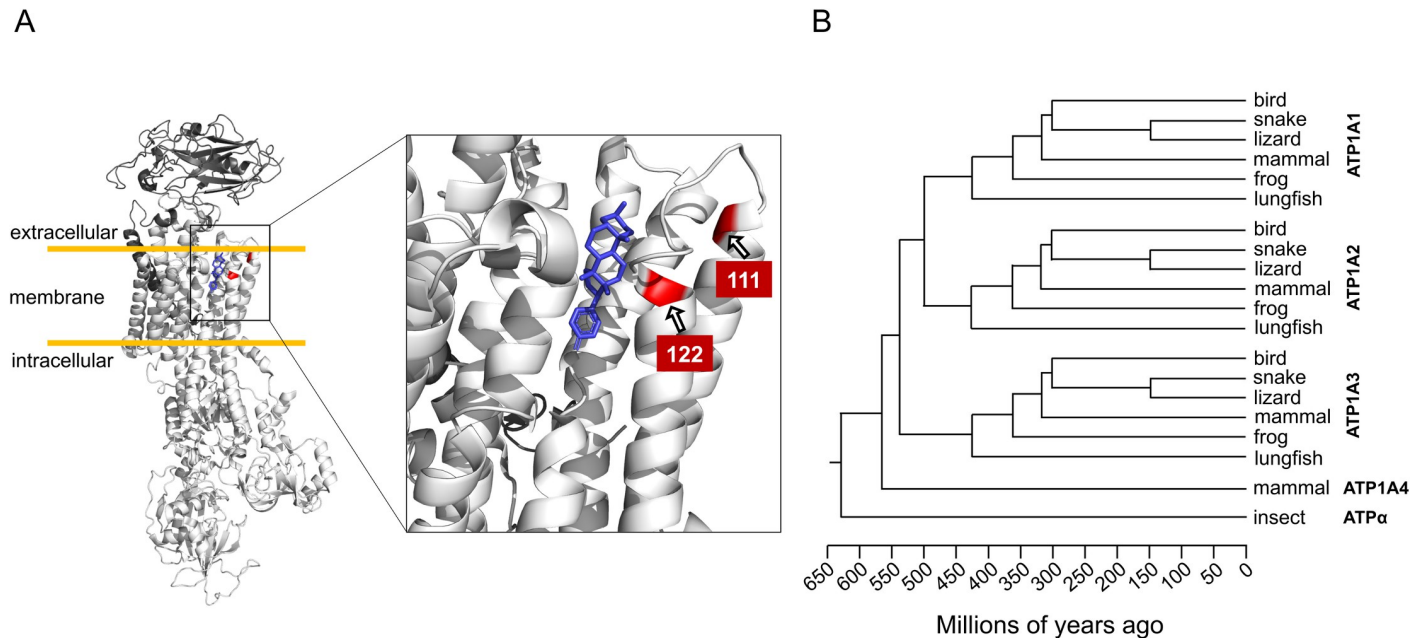 A
extracellular
membrane
intracellular
111
122
B
bird
snake
lizard
mammal
frog
lungfish
ATP1A1
bird
snake
lizard
mammal
frog
lungfish
ATP1A2
bird
snake
lizard
mammal
frog
lungfish
ATP1A3
mammal ATP1A4
insect ATPα
650 600 550 500 450 400 350 300 250 200 150 100 50 0
Millions of years ago